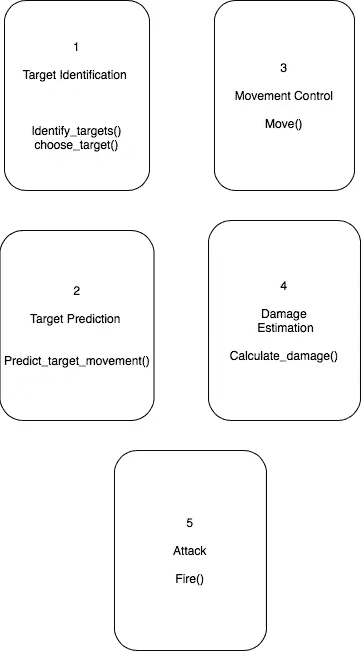 1
Target Identification
Identify_targets()
choose_target()
3
Movement Control
Move()
2
Target Prediction
Predict_target_movement()
4
Damage
Estimation
Calculate_damage()
5
Attack
Fire()